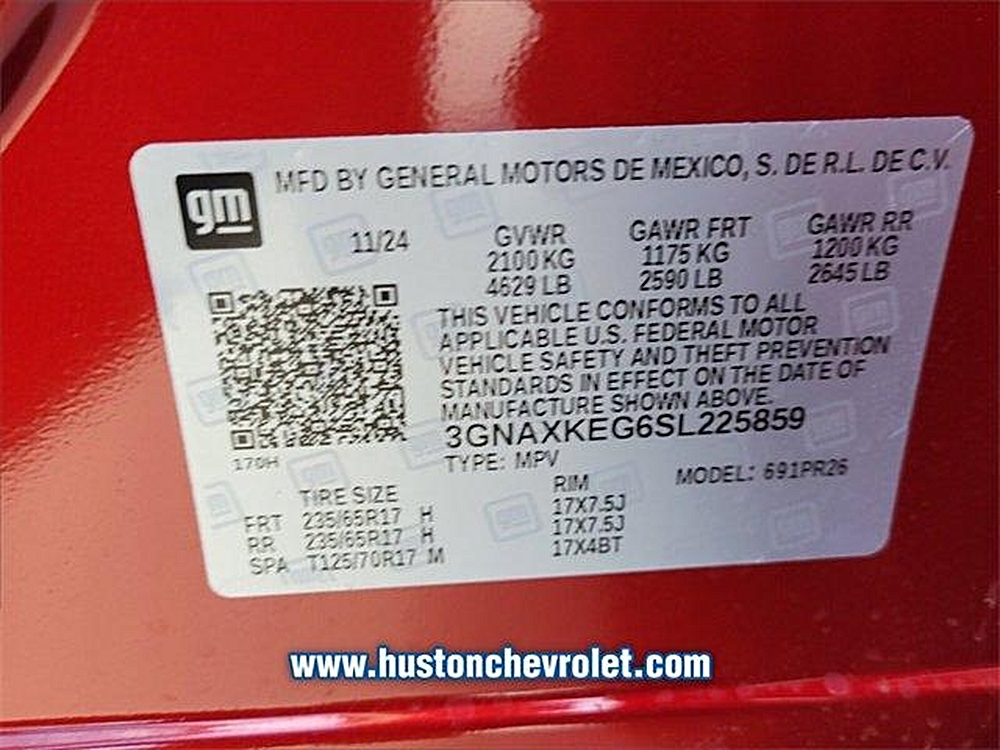 gm
MFD BY GENERAL MOTORS DE MEXICO, S. DE R.L. DE C.V.
11/24 GVWR GAWR FRT GAWR RR
2100 KG 1175 KG 1200 KG
4629 LB 2590 LB 2645 LB
THIS VEHICLE CONFORMS TO ALL
APPLICABLE U.S. FEDERAL MOTOR
VEHICLE SAFETY AND THEFT PREVENTION
STANDARDS IN EFFECT ON THE DATE OF
MANUFACTURE SHOWN ABOVE.
3GNAXKEG6SL225859
170H
TYPE: MPV MODEL: 691PR26
TIRE SIZE RIM
FRT 235/65R17 H 17X7.5J
RR 235/65R17 H 17X7.5J
SPA T125/70R17 M 17X4BT
www.hustonchevrolet.com